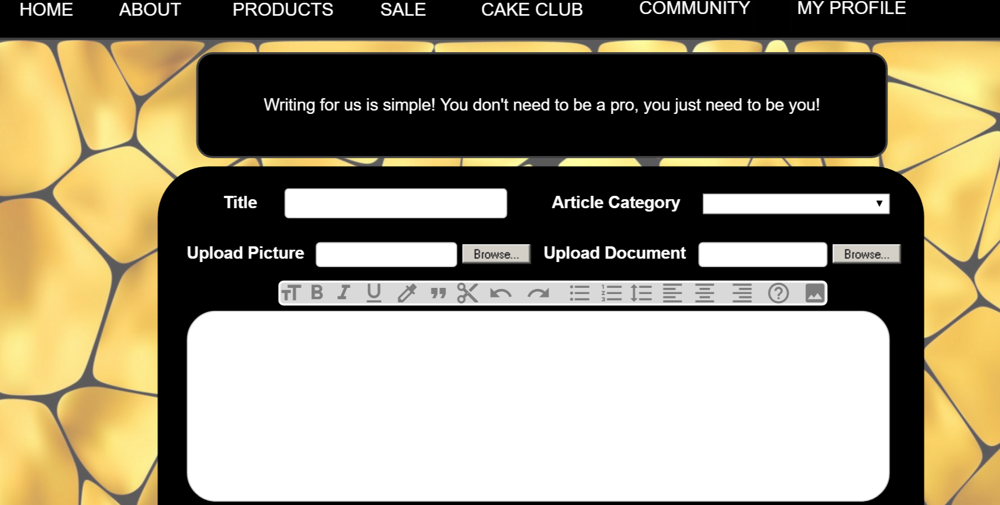 HOME ABOUT PRODUCTS SALE CAKE CLUB COMMUNITY MY PROFILE
Writing for us is simple! You don't need to be a pro, you just need to be you!
Title Article Category
Upload Picture Browse... Upload Document Browse...